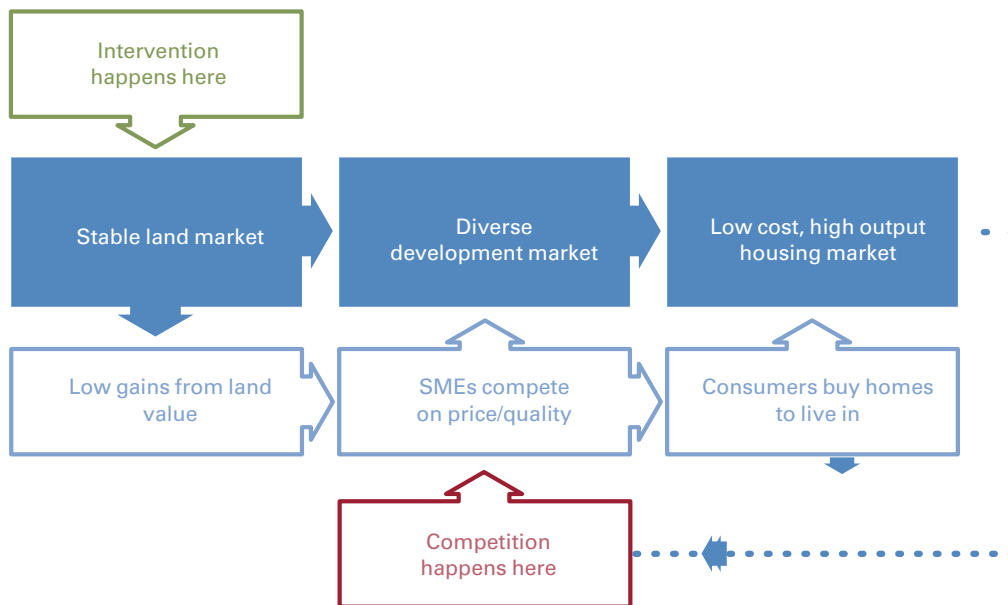 Intervention
happens here
Stable land market
Diverse
development market
Low cost, high output
housing market
Low gains from land
value
SMEs compete
on price/quality
Consumers buy homes
to live in
Competition
happens here